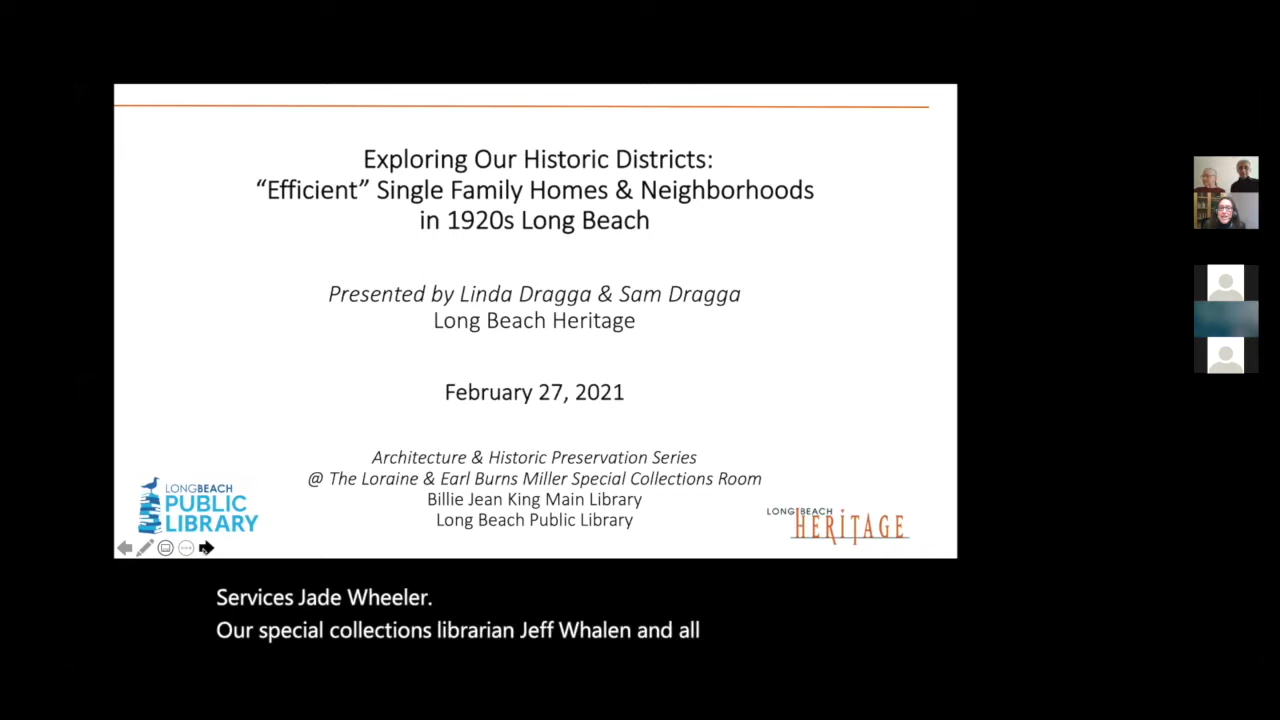 Exploring Our Historic Districts:
“Efficient” Single Family Homes & Neighborhoods
in 1920s Long Beach
Presented by Linda Dragga & Sam Dragga
Long Beach Heritage
February 27, 2021
Architecture & Historic Preservation Series
@ The Loraine & Earl Burns Miller Special Collections Room
Billie Jean King Main Library
Long Beach Public Library
LONGBEACH
PUBLIC
LIBRARY
LONG BEACH
HERiTAGE
Services Jade Wheeler.
Our special collections librarian Jeff Whalen and all